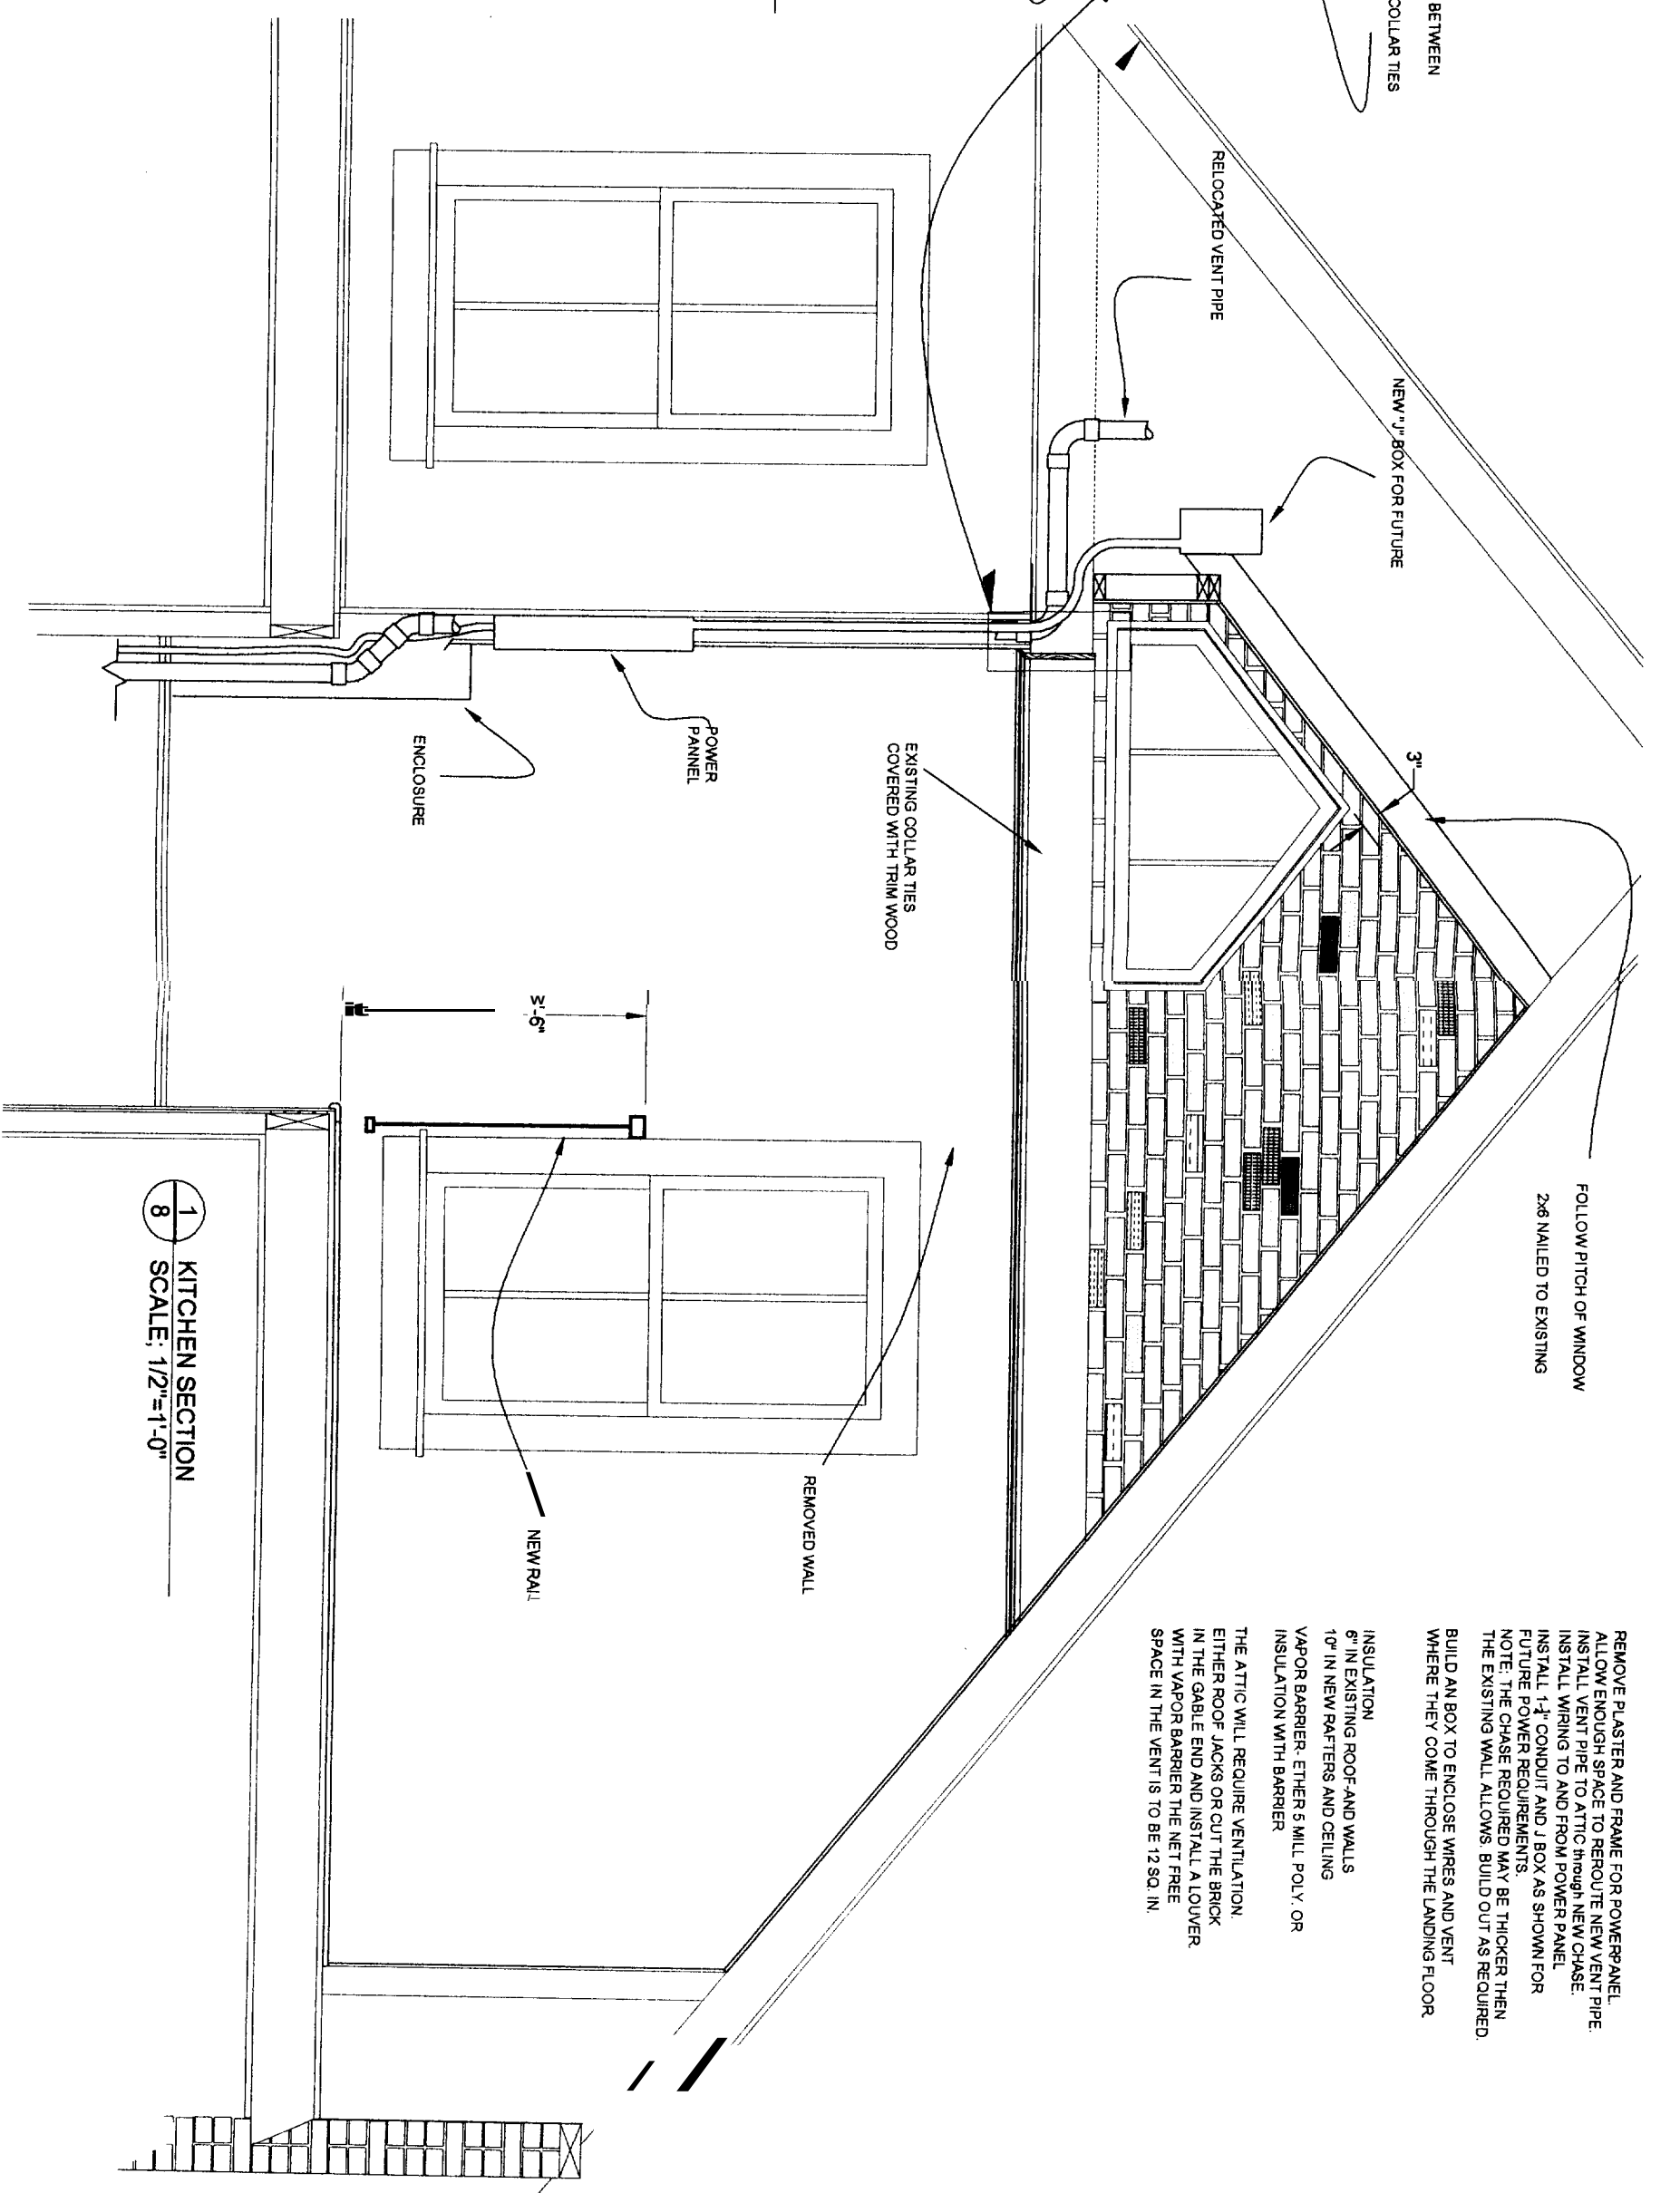 BETWEEN
COLLAR TIES
RELOCATED VENT PIPE
NEW "J" BOX FOR FUTURE
3"
FOLLOW PITCH OF WINDOW
2x6 NAILED TO EXISTING
POWER
PANNEL
ENCLOSURE
EXISTING COLLAR TIES
COVERED WITH TRIM WOOD
REMOVED WALL
NEW RAIL
REMOVE PLASTER AND FRAME FOR POWERPANEL.
ALLOW ENOUGH SPACE TO REROUTE NEW VENT PIPE.
INSTALL VENT PIPE TO ATTIC through NEW CHASE.
INSTALL WIRING TO AND FROM POWER PANEL
INSTALL 1-½" CONDUIT AND J BOX AS SHOWN FOR
FUTURE POWER REQUIREMENTS.
NOTE; THE CHASE REQUIRED MAY BE THICKER THEN
THE EXISTING WALL ALLOWS. BUILD OUT AS REQUIRED.
BUILD AN BOX TO ENCLOSE WIRES AND VENT
WHERE THEY COME THROUGH THE LANDING FLOOR
INSULATION
6" IN EXISTING ROOF-AND WALLS
10" IN NEW RAFTERS AND CEILING
VAPOR BARRIER- ETHER 5 MILL POLY. OR
INSULATION WITH BARRIER
THE ATTIC WILL REQUIRE VENTILATION.
EITHER ROOF JACKS OR CUT THE BRICK
IN THE GABLE END AND INSTALL A LOUVER.
WITH VAPOR BARRIER THE NET FREE
SPACE IN THE VENT IS TO BE 12 SQ. IN.
1
8
KITCHEN SECTION
SCALE; 1/2"=1'-0"